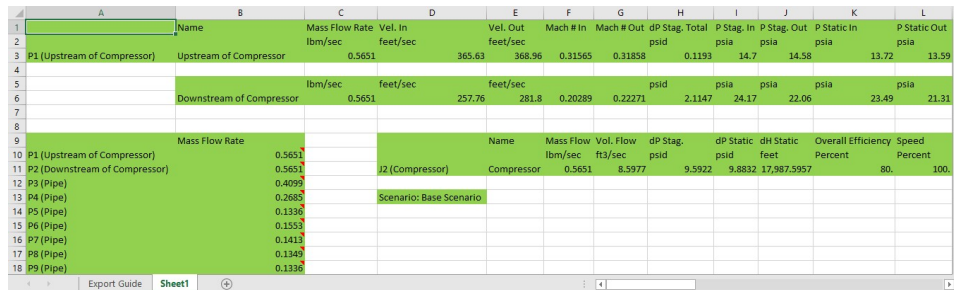 A B C D E F G H I J K L
1 Name Mass Flow Rate Vel. In Vel. Out Mach # In Mach # Out dP Stag. Total P Stag. In P Stag. Out P Static In P Static Out
2 lbm/sec feet/sec feet/sec psid psia psia psia psia
3 P1 (Upstream of Compressor) Upstream of Compressor 0.5651 365.63 368.96 0.31565 0.31858 0.1193 14.7 14.58 13.72 13.59
4
5 lbm/sec feet/sec feet/sec psid psia psia psia psia
6 Downstream of Compressor 0.5651 257.76 281.8 0.20289 0.22271 2.1147 24.17 22.06 23.49 21.31
7
8
9 Mass Flow Rate Name Mass Flow Vol. Flow dP Stag. dP Static dH Static Overall Efficiency Speed
10 P1 (Upstream of Compressor) 0.5651 lbm/sec ft3/sec psid psid feet Percent Percent
11 P2 (Downstream of Compressor) 0.5651 J2 (Compressor) Compressor 0.5651 8.5977 9.5922 9.8832 17,987.5957 80. 100.
12 P3 (Pipe) 0.4099
13 P4 (Pipe) 0.2685 Scenario: Base Scenario
14 P5 (Pipe) 0.1336
15 P6 (Pipe) 0.1553
16 P7 (Pipe) 0.1413
17 P8 (Pipe) 0.1349
18 P9 (Pipe) 0.1336
Export Guide Sheet1